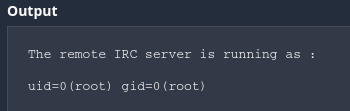 Output
The remote IRC server is running as :
uid=0(root) gid=0(root)